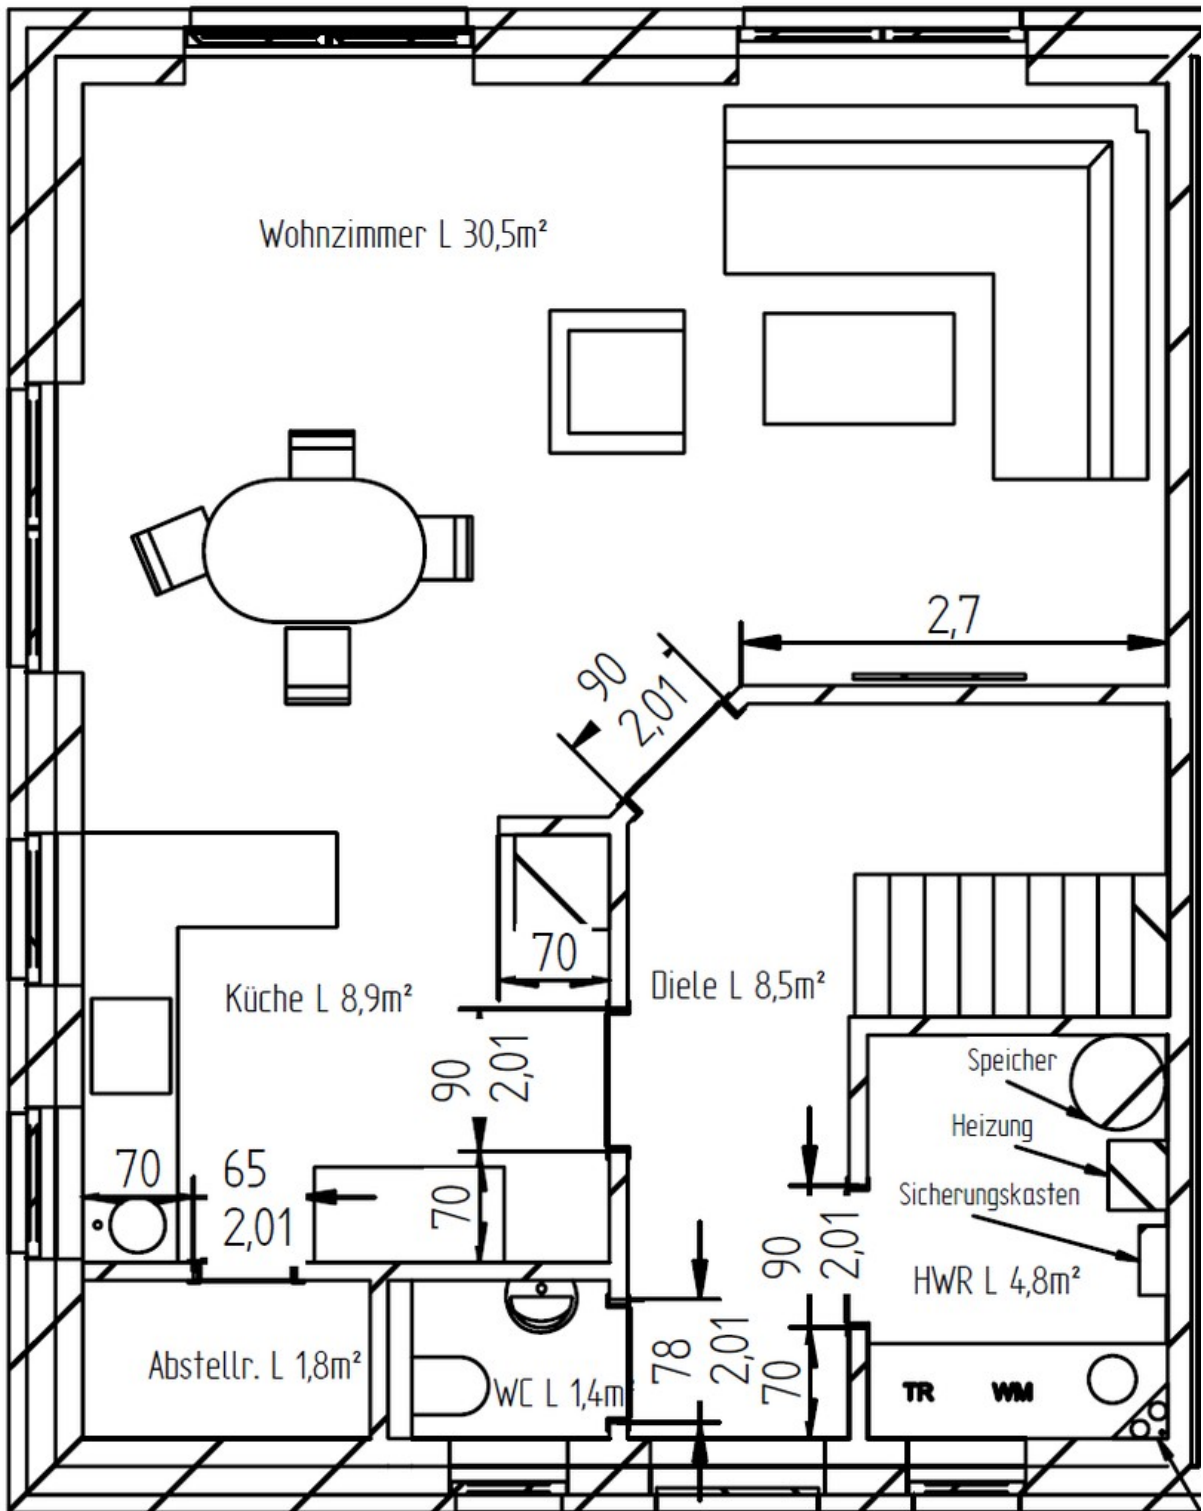 Wohnzimmer L 30,5m²
2,7
90
2,01
70
Küche L 8,9m²
Diele L 8,5m²
90
2,01
Speicher
Heizung
Sicherungskasten
70
65
2,01
70
90
2,01
HWR L 4,8m²
78
2,01
70
Abstellr. L 1,8m²
WC L 1,4m²
TR
WM